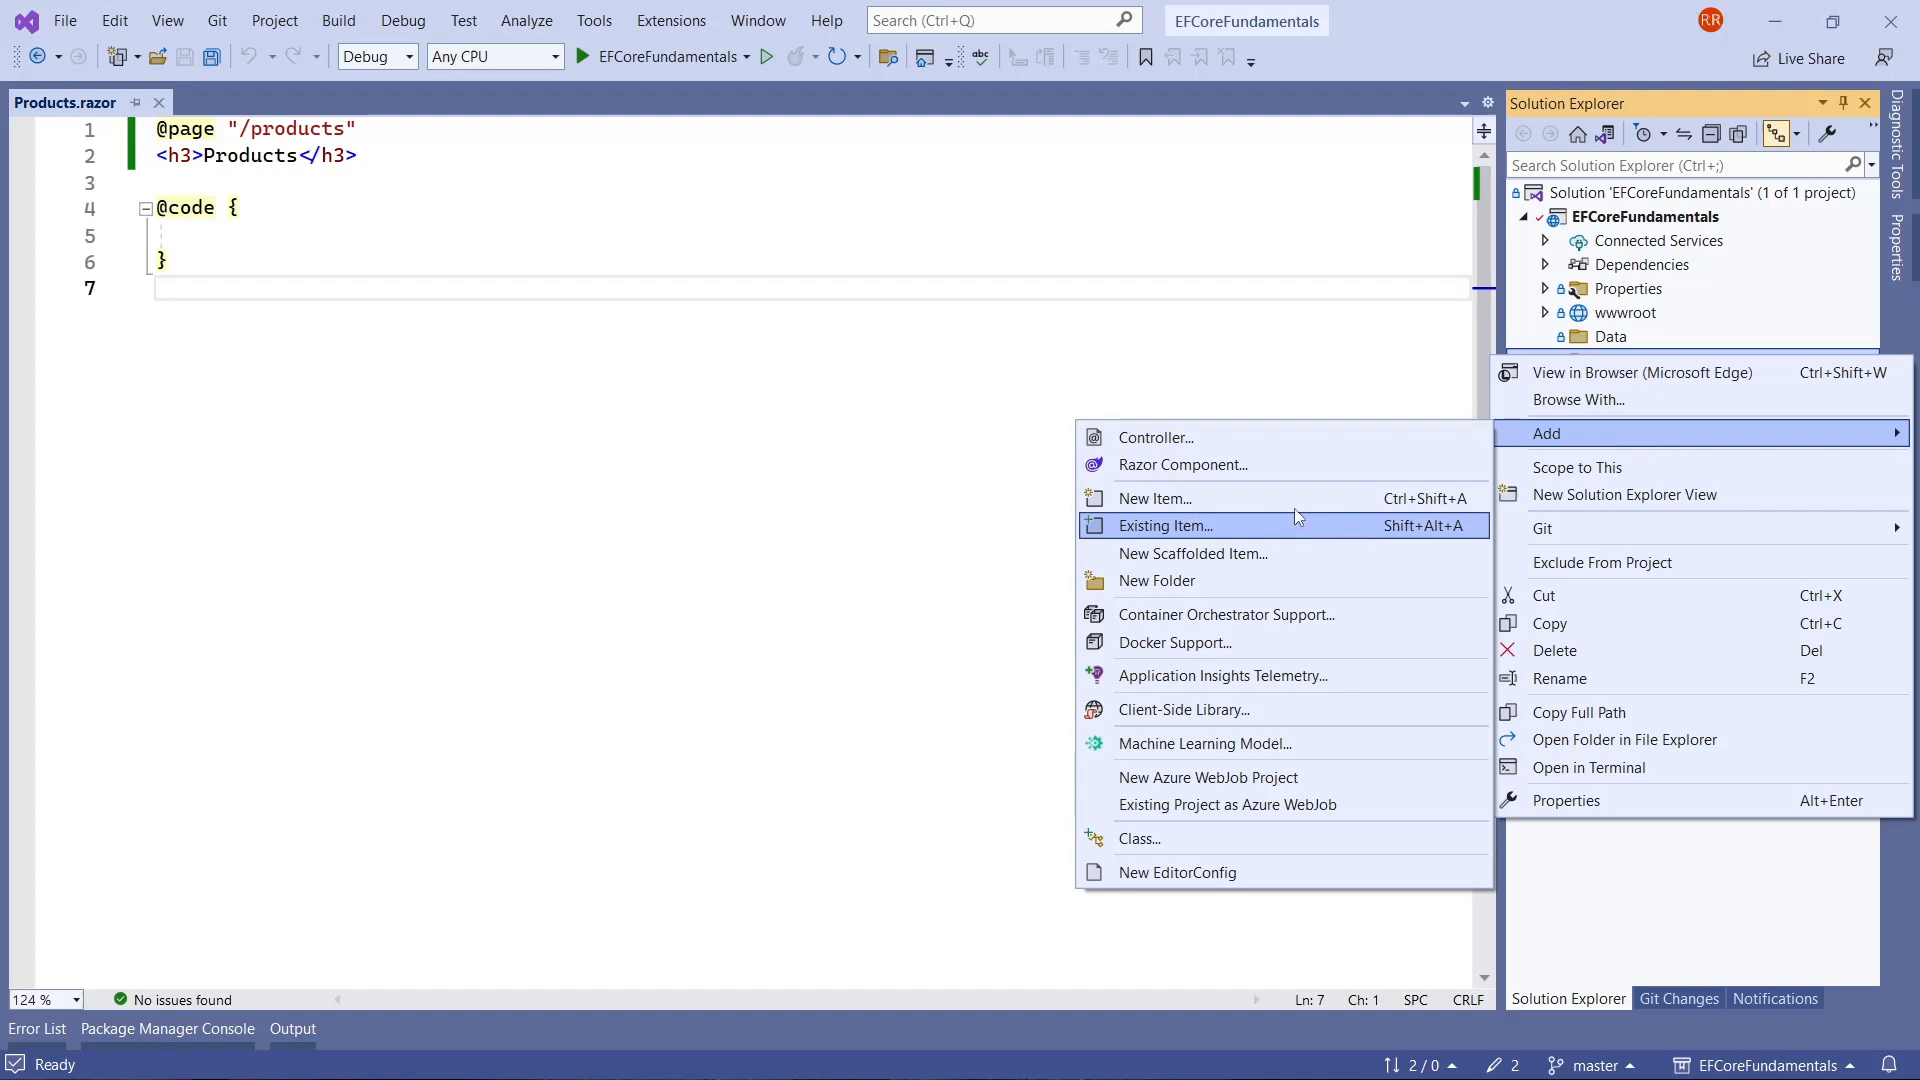 File Edit View Git Project Build Debug Test Analyze Tools Extensions Window Help Search (Ctrl+Q) EFCoreFundamentals RR
Debug Any CPU EFCoreFundamentals abc Live Share
Products.razor
1 @page "/products"
2 <h3>Products</h3>
3
4 @code {
5
6 }
7
Solution Explorer
Search Solution Explorer (Ctrl+;)
Solution 'EFCoreFundamentals' (1 of 1 project)
EFCoreFundamentals
Connected Services
Dependencies
Properties
wwwroot
Data
Diagnostic Tools
Properties
View in Browser (Microsoft Edge) Ctrl+Shift+W
Browse With...
Add
Scope to This
New Solution Explorer View
Git
Exclude From Project
Cut Ctrl+X
Copy Ctrl+C
Delete Del
Rename F2
Copy Full Path
Open Folder in File Explorer
Open in Terminal
Properties Alt+Enter
Controller...
Razor Component...
New Item... Ctrl+Shift+A
Existing Item... Shift+Alt+A
New Scaffolded Item...
New Folder
Container Orchestrator Support...
Docker Support...
Application Insights Telemetry...
Client-Side Library...
Machine Learning Model...
New Azure WebJob Project
Existing Project as Azure WebJob
Class...
New EditorConfig
124 % No issues found Ln: 7 Ch: 1 SPC CRLF
Solution Explorer Git Changes Notifications
Error List Package Manager Console Output
Ready 2 / 0 2 master EFCoreFundamentals